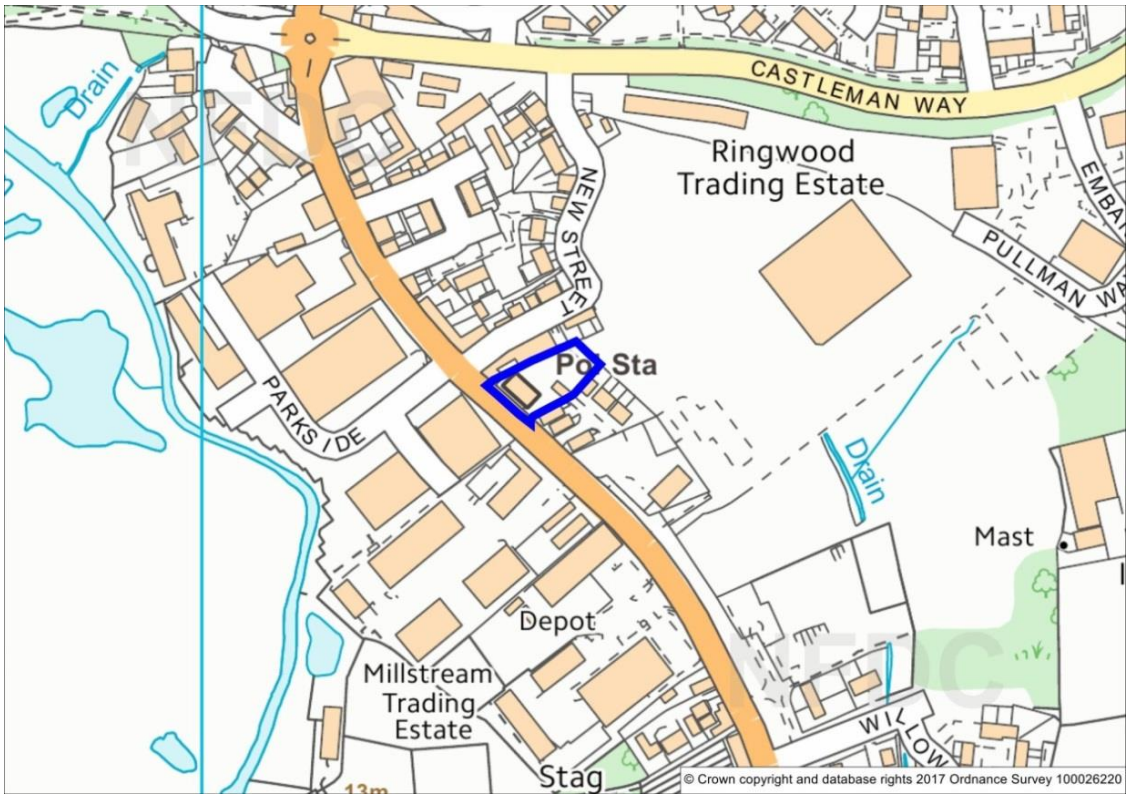 Drain
NFDC
CASTLEMAN WAY
Ringwood
Trading Estate
NEW STREET
EMBAN
PULLMAN WA
Pol Sta
PARKSIDE
Drain
Mast
Depot
NFDC
Millstream
Trading
Estate
WILLOW
Stag
13m
© Crown copyright and database rights 2017 Ordnance Survey 100026220